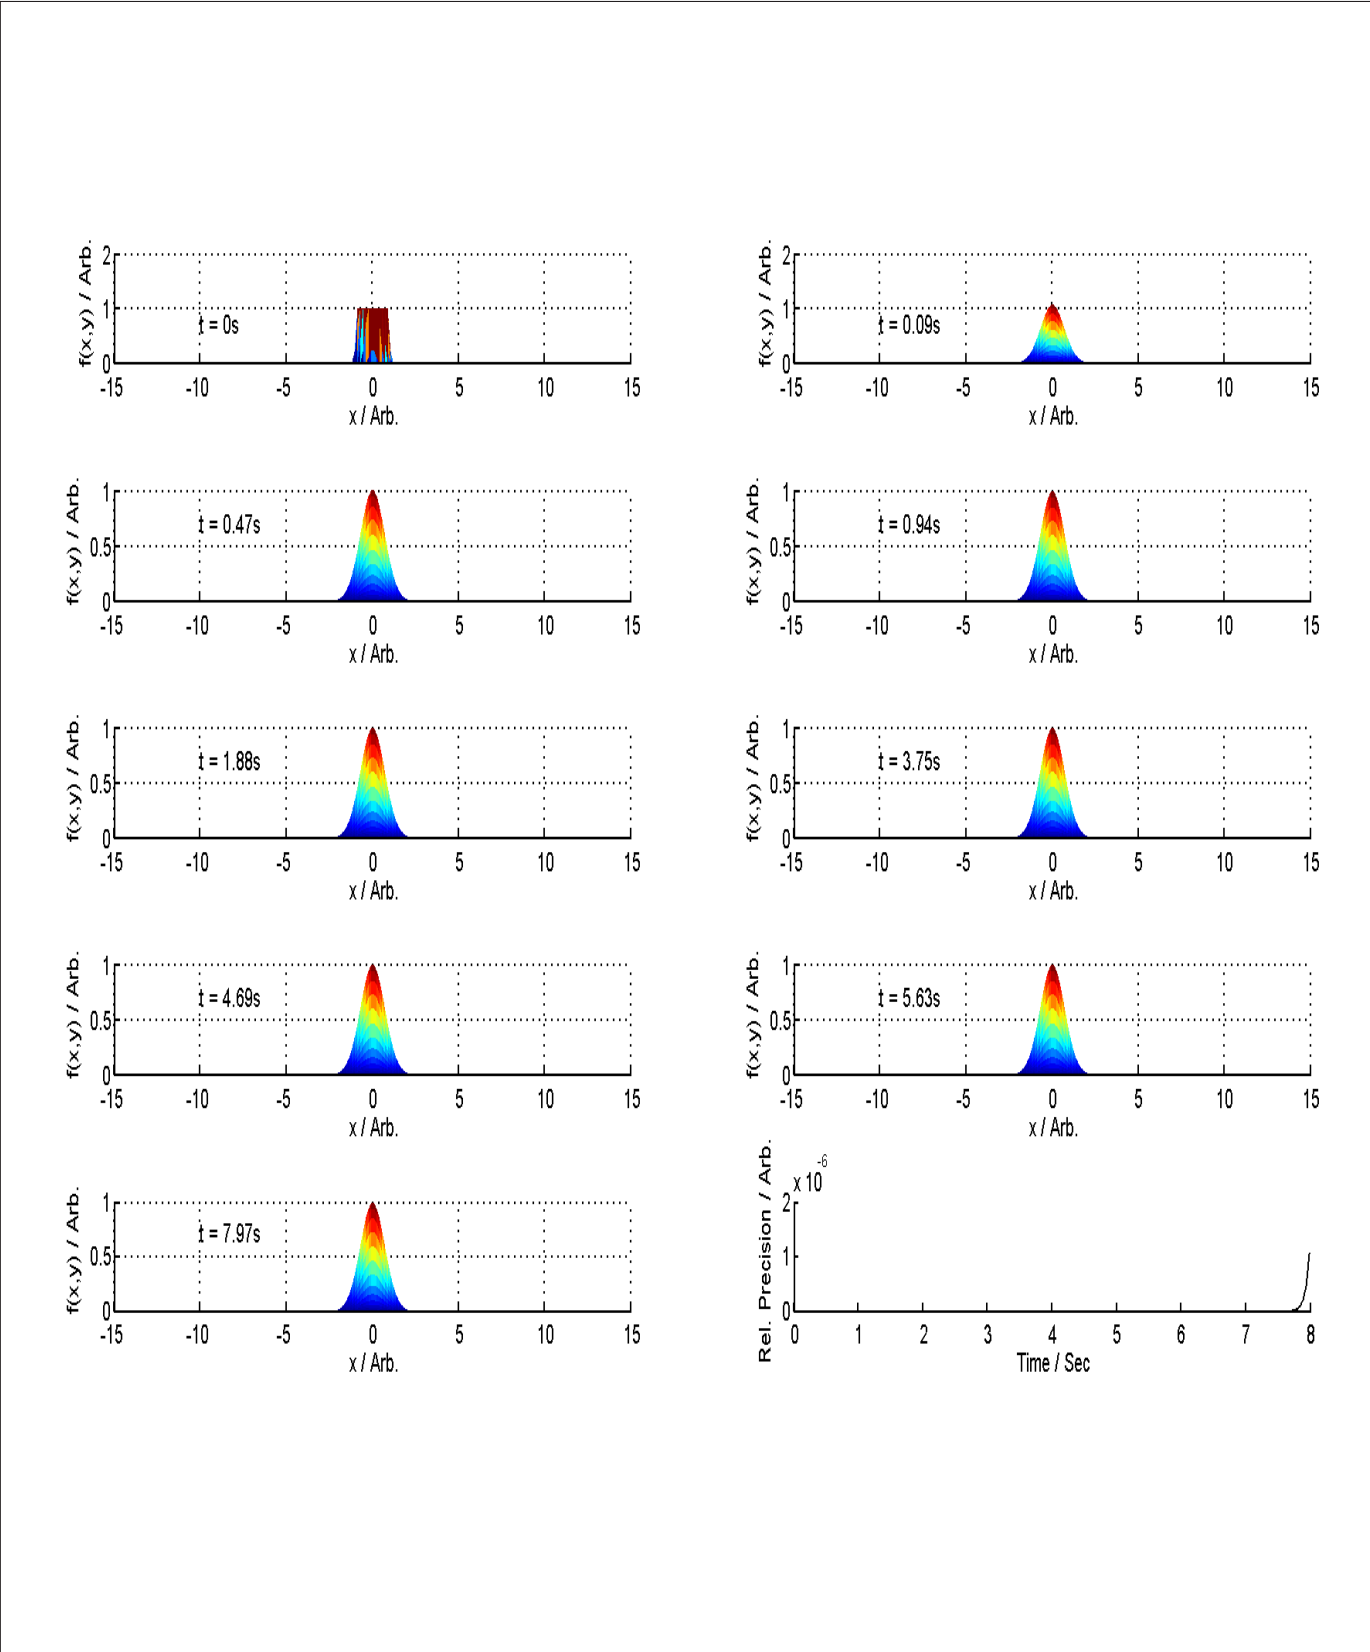 f(x,y) / Arb.
2
1
0
t = 0s
-15 -10 -5 0 5 10 15
x / Arb.
f(x,y) / Arb.
2
1
0
t = 0.09s
-15 -10 -5 0 5 10 15
x / Arb.
f(x,y) / Arb.
1
0.5
0
t = 0.47s
-15 -10 -5 0 5 10 15
x / Arb.
f(x,y) / Arb.
1
0.5
0
t = 0.94s
-15 -10 -5 0 5 10 15
x / Arb.
f(x,y) / Arb.
1
0.5
0
t = 1.88s
-15 -10 -5 0 5 10 15
x / Arb.
f(x,y) / Arb.
1
0.5
0
t = 3.75s
-15 -10 -5 0 5 10 15
x / Arb.
f(x,y) / Arb.
1
0.5
0
t = 4.69s
-15 -10 -5 0 5 10 15
x / Arb.
f(x,y) / Arb.
1
0.5
0
t = 5.63s
-15 -10 -5 0 5 10 15
x / Arb.
f(x,y) / Arb.
1
0.5
0
t = 7.97s
-15 -10 -5 0 5 10 15
x / Arb.
Rel. Precision / Arb.
x 10^-6
2
1
0
0 1 2 3 4 5 6 7 8
Time / Sec